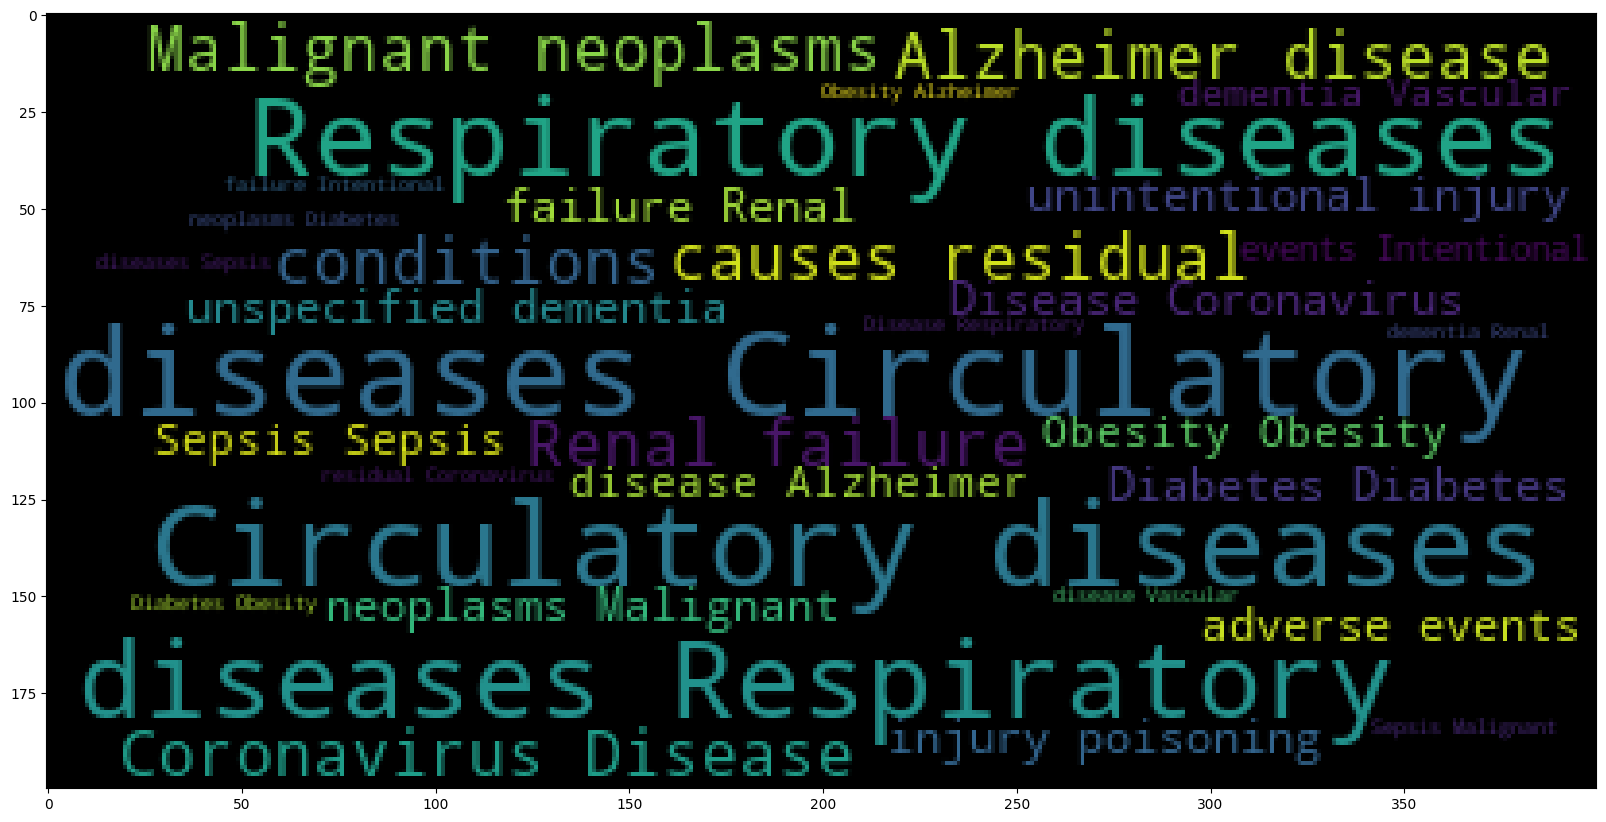 0
Malignant neoplasms
Alzheimer disease
Obesity Alzheimer
dementia Vascular
25
Respiratory diseases
failure Intentional
failure Renal
unintentional injury
50
neoplasms Diabetes
conditions
causes residual
events Intentional
diseases Sepsis
75
unspecified dementia
Disease Coronavirus
Disease Respiratory
dementia Renal
diseases Circulatory
100
Sepsis Sepsis
Renal failure
Obesity Obesity
residual Coronavirus
disease Alzheimer
Diabetes Diabetes
125
Circulatory diseases
150
Diabetes Obesity
neoplasms Malignant
disease Vascular
adverse events
175
diseases Respiratory
Coronavirus Disease
injury poisoning
Sepsis Malignant
0 50 100 150 200 250 300 350